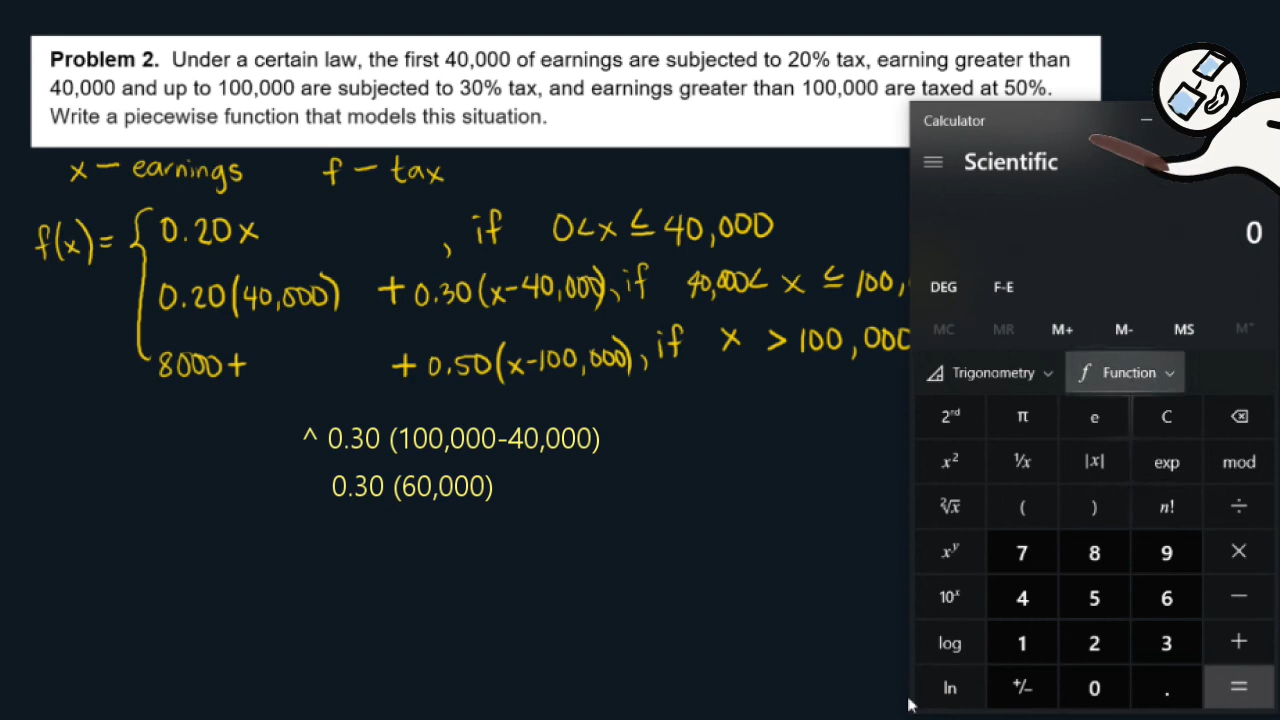 Problem 2. Under a certain law, the first 40,000 of earnings are subjected to 20% tax, earning greater than
40,000 and up to 100,000 are subjected to 30% tax, and earnings greater than 100,000 are taxed at 50%.
Write a piecewise function that models this situation.
x – earnings f – tax
f(x) = { 0.20x , if 0 < x ≤ 40,000
0.20(40,000) + 0.30(x-40,000), if 40,000 < x ≤ 100,
8000 + + 0.50(x-100,000), if x > 100,000
^ 0.30 (100,000-40,000)
0.30 (60,000)
Calculator
Scientific
0
DEG F-E
MC MR M+ M- MS M˅
Trigonometry f Function
2nd π e C
x² ¹/x |x| exp mod
²√x ( ) n! ÷
xʸ 7 8 9 ×
10ˣ 4 5 6 −
log 1 2 3 +
ln +/− 0 . =